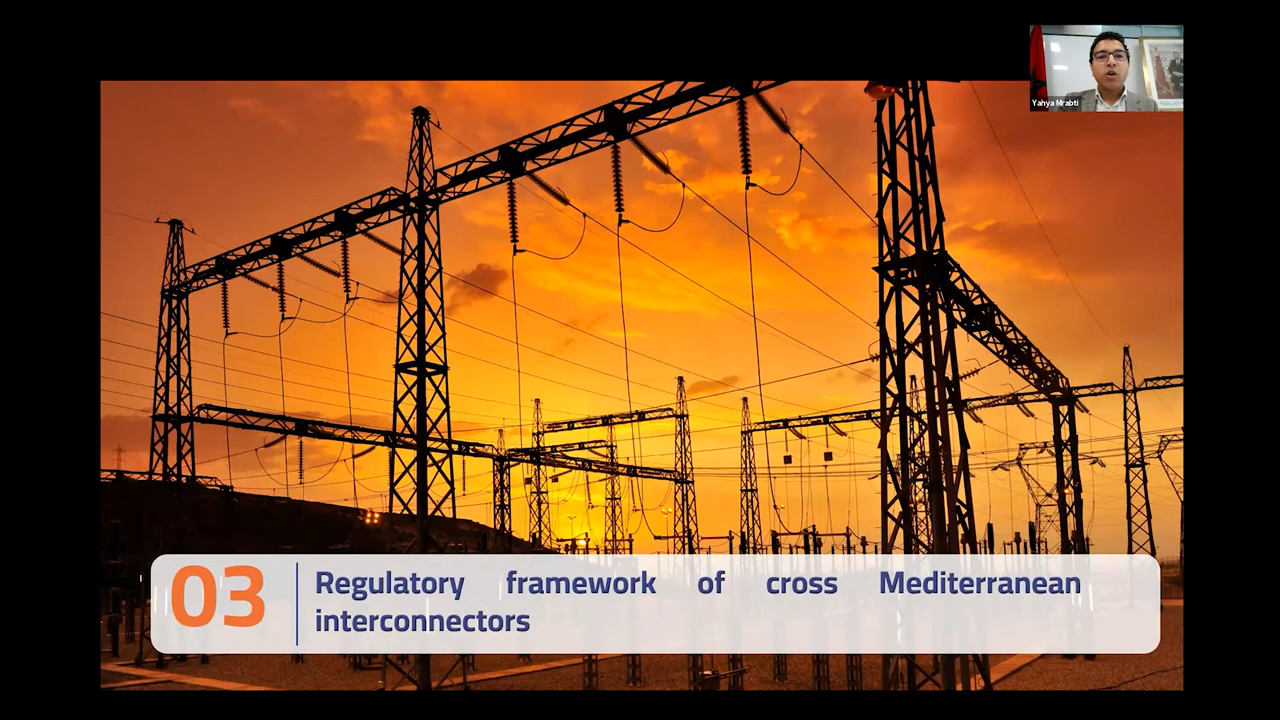 Yahya Mrabti
03
Regulatory framework of cross Mediterranean
interconnectors